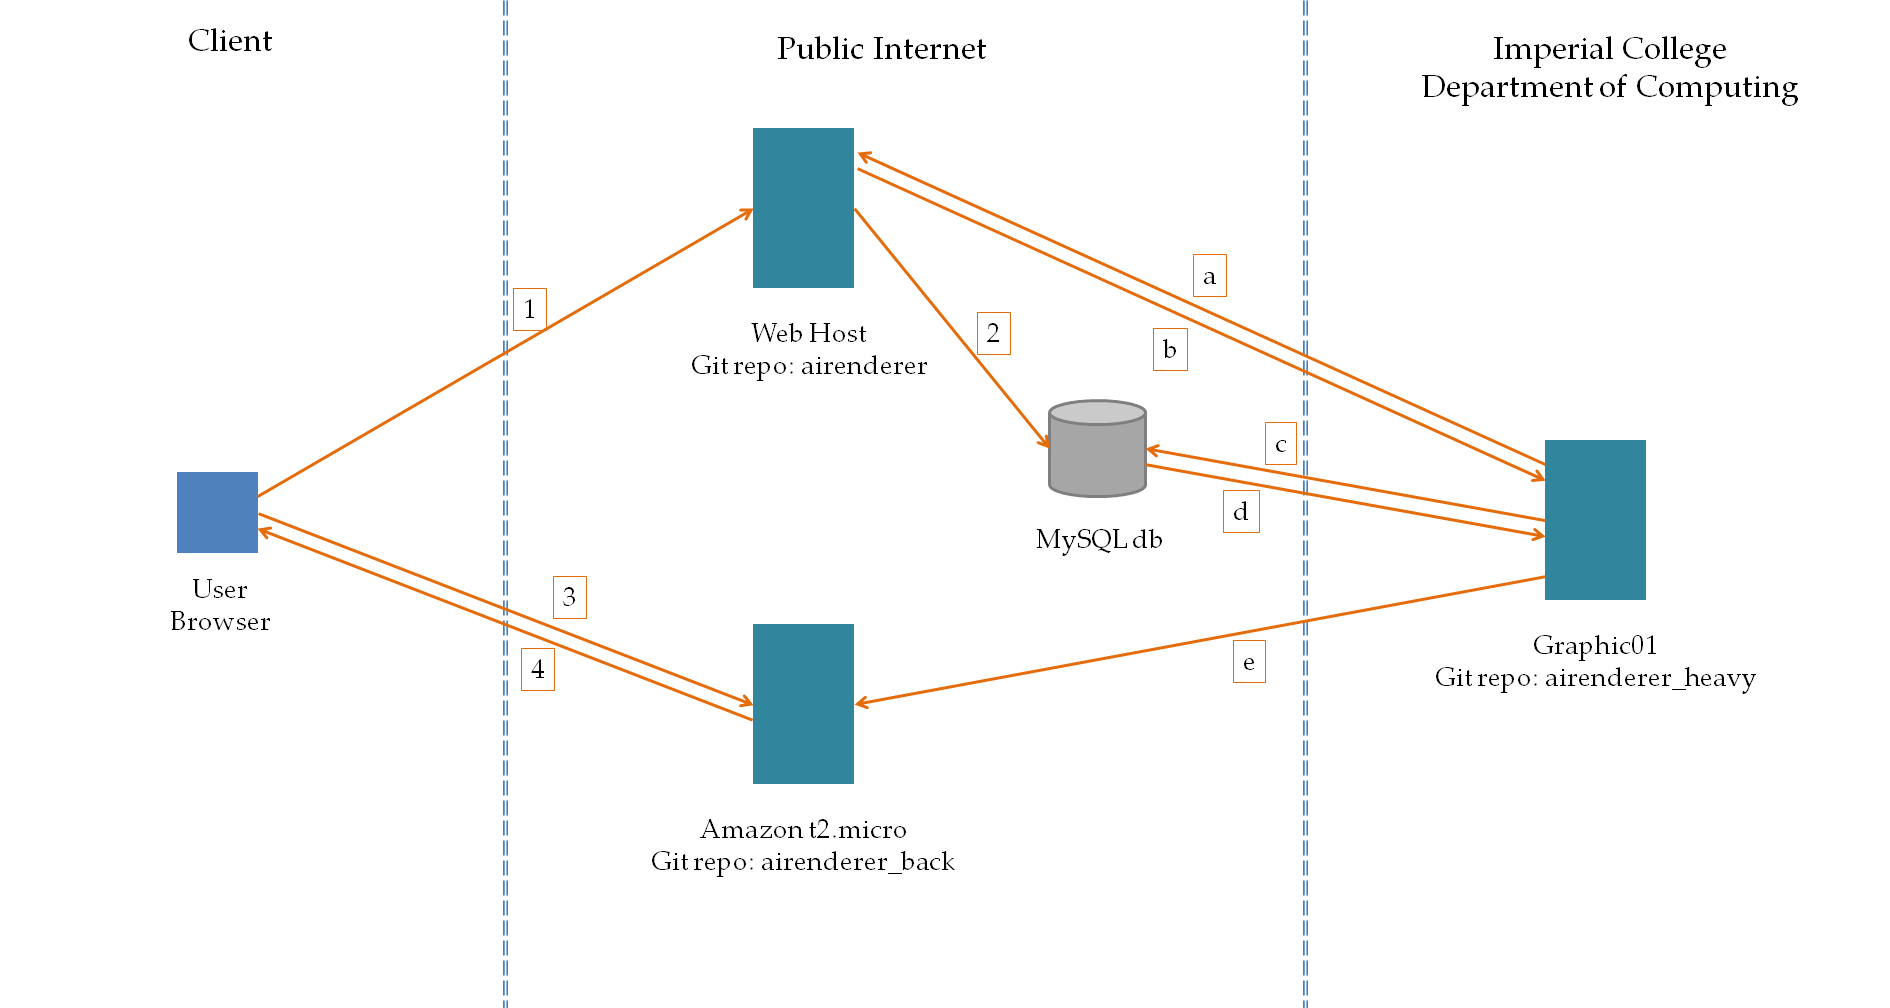 Client
Public Internet
Imperial College
Department of Computing
1
a
2
b
Web Host
Git repo: airenderer
c
d
MySQL db
User
Browser
3
4
e
Graphic01
Git repo: airenderer_heavy
Amazon t2.micro
Git repo: airenderer_back